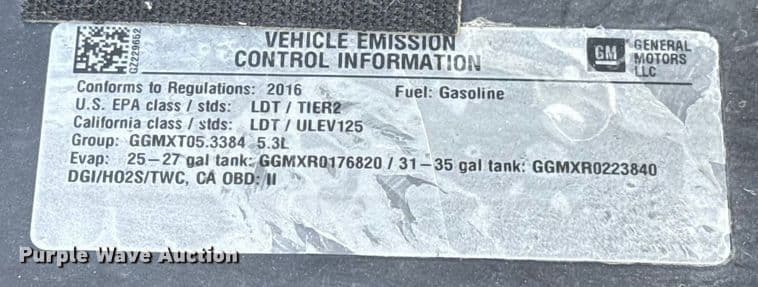 GZ229652
VEHICLE EMISSION
CONTROL INFORMATION
GM
GENERAL
MOTORS
LLC
Conforms to Regulations: 2016 Fuel: Gasoline
U.S. EPA class / stds: LDT / TIER2
California class / stds: LDT / ULEV125
Group: GGMXT05.3384 5.3L
Evap: 25-27 gal tank: GGMXR0176820 / 31-35 gal tank: GGMXR0223840
DGI/HO2S/TWC, CA OBD: II
Purple Wave Auction